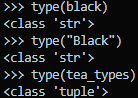 >>> type(black)
<class 'str'>
>>> type("Black")
<class 'str'>
>>> type(tea_types)
<class 'tuple'>